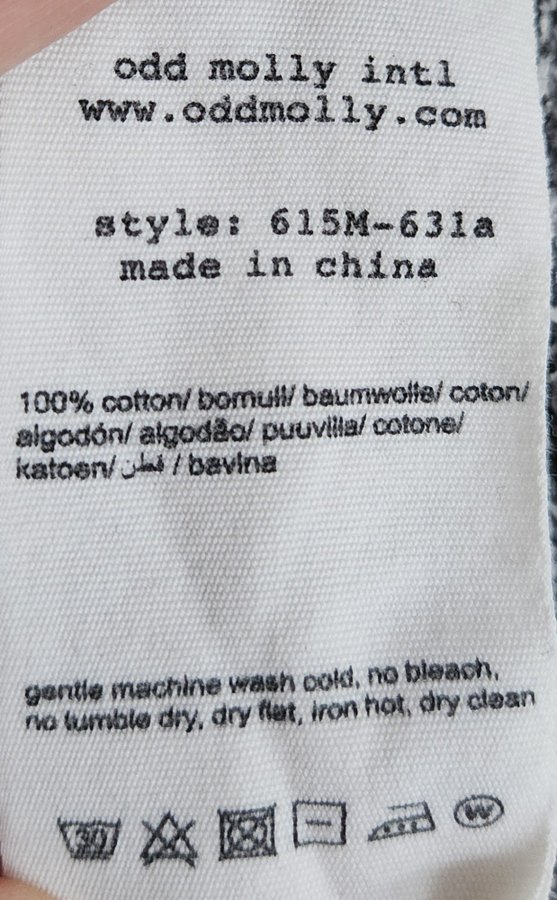 odd molly intl
www.oddmolly.com
style: 615M-631a
made in china
100% cotton/ bomull/ baumwolle/ coton/
algodón/ algodão/ puuvilla/ cotone/
katoen/ قطن / bavlna
gentle machine wash cold, no bleach,
no tumble dry, dry flat, iron hot, dry clean
30 W